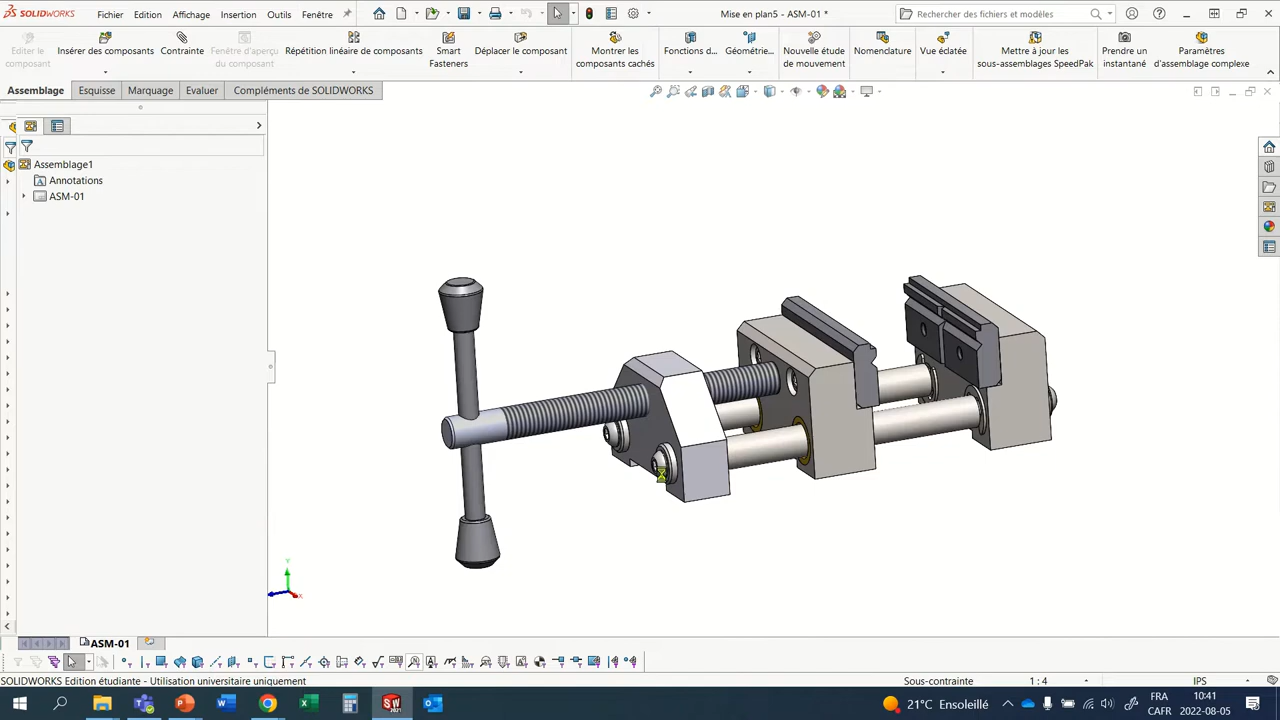 SOLIDWORKS
Fichier Edition Affichage Insertion Outils Fenêtre
Mise en plan5 - ASM-01 *
Rechercher des fichiers et modèles
Editer le composant
Insérer des composants
Contrainte
Fenêtre d'aperçu du composant
Répétition linéaire de composants
Smart Fasteners
Déplacer le composant
Montrer les composants cachés
Fonctions d...
Géométrie...
Nouvelle étude de mouvement
Nomenclature
Vue éclatée
Mettre à jour les sous-assemblages SpeedPak
Prendre un instantané
Paramètres d'assemblage complexe
Assemblage Esquisse Marquage Evaluer Compléments de SOLIDWORKS
Assemblage1
Annotations
ASM-01
Y
X
ASM-01
SOLIDWORKS Edition étudiante - Utilisation universitaire uniquement
Sous-contrainte
1 : 4
IPS
21°C Ensoleillé
FRA
CAFR
10:41
2022-08-05